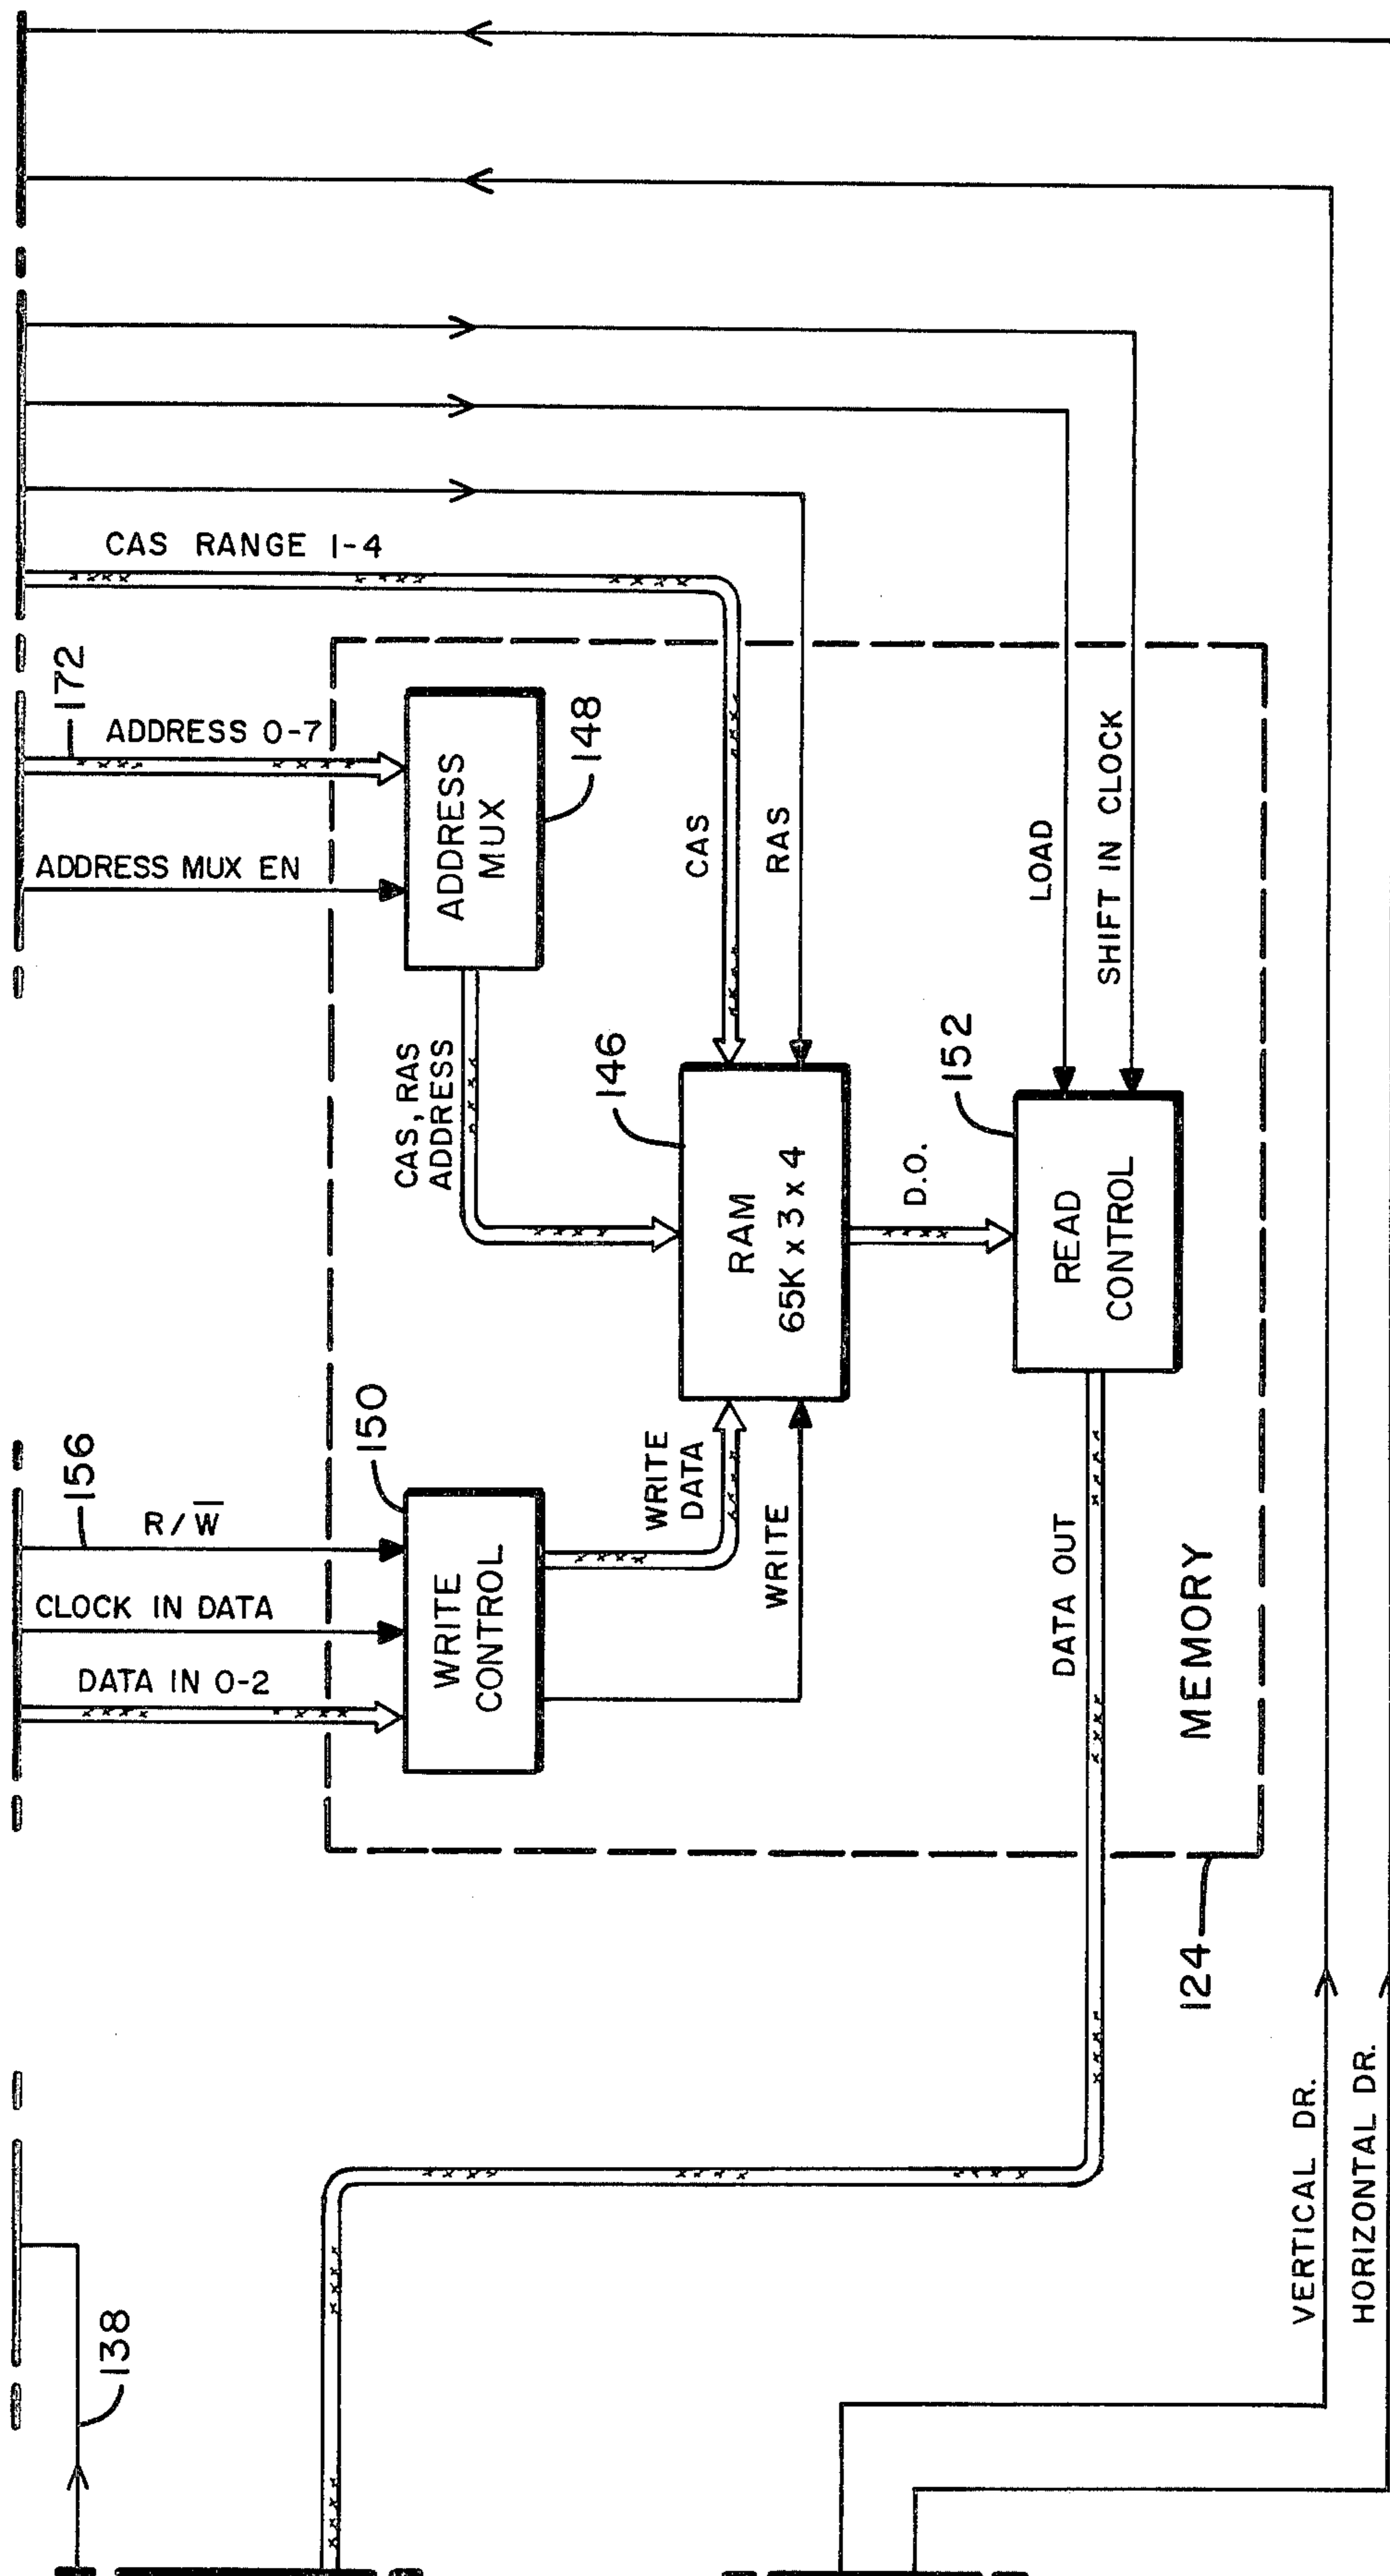 138
DATA IN 0-2
CLOCK IN DATA
R/W̅
156
ADDRESS MUX EN
ADDRESS 0-7
172
CAS RANGE 1-4
150
WRITE
CONTROL
CAS, RAS
ADDRESS
ADDRESS
MUX
148
WRITE
DATA
WRITE
146
RAM
65K x 3 x 4
CAS
RAS
D.O.
152
READ
CONTROL
LOAD
SHIFT IN CLOCK
DATA OUT
MEMORY
124
VERTICAL DR.
HORIZONTAL DR.